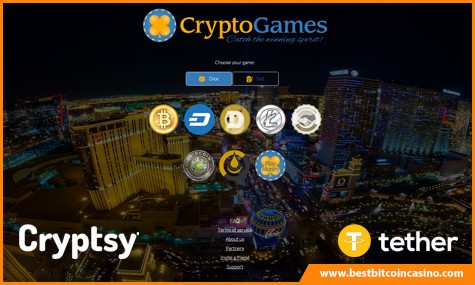 CryptoGames
Catch the winning spirit!
Choose your game:
Dice
Slot
FAQ
Terms of service
About us
Partners
Invite a friend
Support
Cryptsy
tether
www.bestbitcoincasino.com